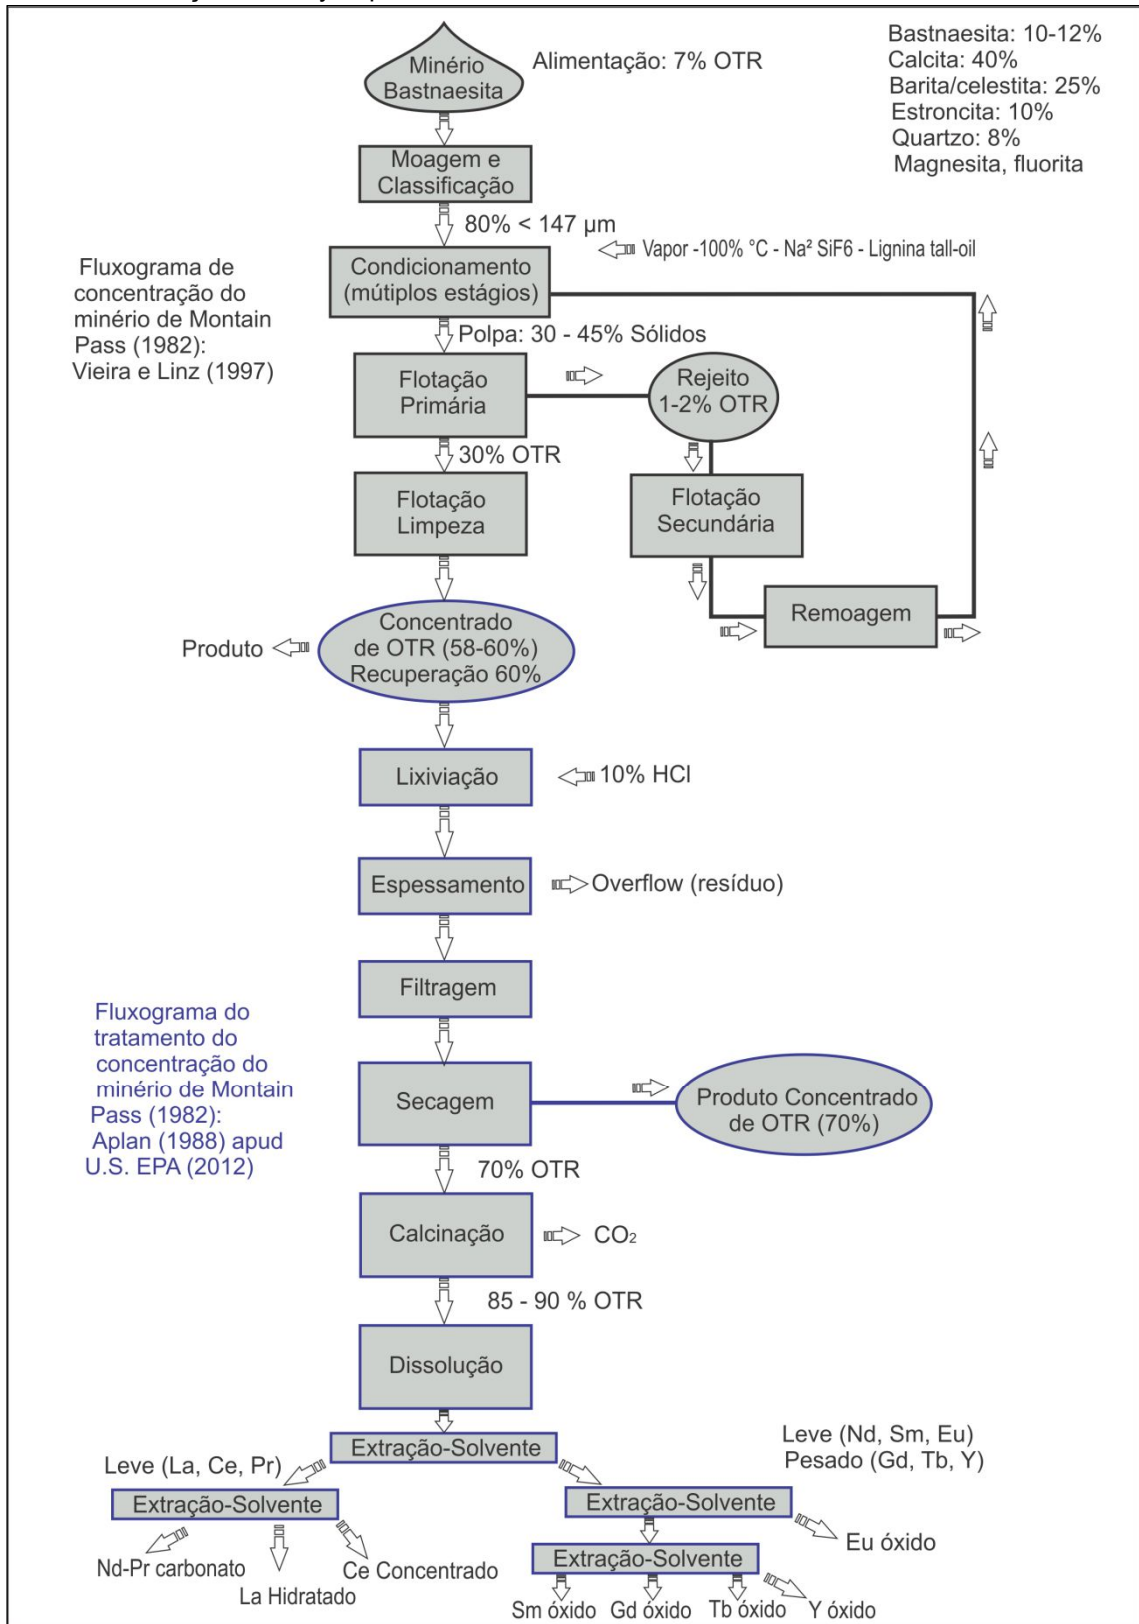 Minério
Bastnaesita
Alimentação: 7% OTR
Bastnaesita: 10-12%
Calcita: 40%
Barita/celestita: 25%
Estroncita: 10%
Quartzo: 8%
Magnesita, fluorita
Moagem e
Classificação
80% < 147 µm
Vapor -100% °C - Na² SiF6 - Lignina tall-oil
Condicionamento
(mútiplos estágios)
Fluxograma de
concentração do
minério de Montain
Pass (1982):
Vieira e Linz (1997)
Polpa: 30 - 45% Sólidos
Flotação
Primária
Rejeito
1-2% OTR
30% OTR
Flotação
Limpeza
Flotação
Secundária
Remoagem
Concentrado
de OTR (58-60%)
Recuperação 60%
Produto
Lixiviação
10% HCl
Espessamento
Overflow (resíduo)
Filtragem
Fluxograma do
tratamento do
concentração do
minério de Montain
Pass (1982):
Aplan (1988) apud
U.S. EPA (2012)
Secagem
Produto Concentrado
de OTR (70%)
70% OTR
Calcinação
CO₂
85 - 90 % OTR
Dissolução
Extração-Solvente
Leve (La, Ce, Pr)
Leve (Nd, Sm, Eu)
Pesado (Gd, Tb, Y)
Extração-Solvente
Extração-Solvente
Nd-Pr carbonato
La Hidratado
Ce Concentrado
Eu óxido
Extração-Solvente
Sm óxido
Gd óxido
Tb óxido
Y óxido